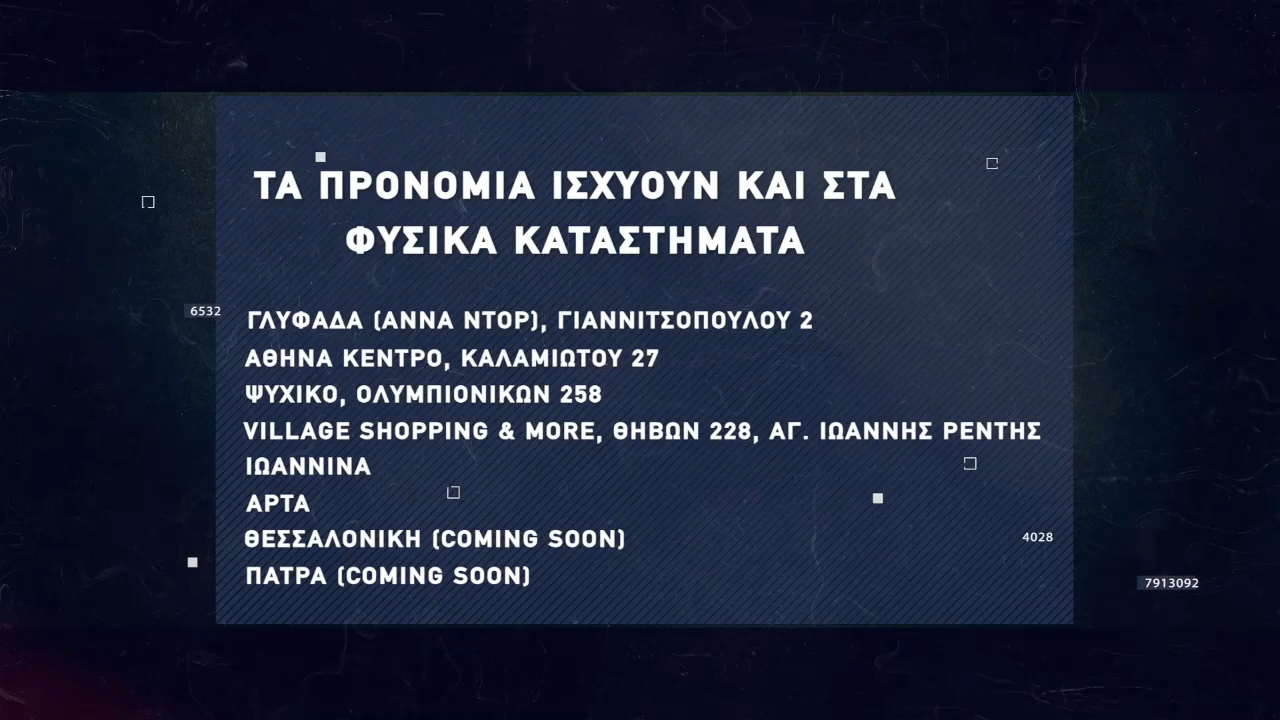 ΤΑ ΠΡΟΝΟΜΙΑ ΙΣΧΥΟΥΝ ΚΑΙ ΣΤΑ
ΦΥΣΙΚΑ ΚΑΤΑΣΤΗΜΑΤΑ
6532
ΓΛΥΦΑΔΑ (ΑΝΝΑ ΝΤΟΡ), ΓΙΑΝΝΙΤΣΟΠΟΥΛΟΥ 2
ΑΘΗΝΑ ΚΕΝΤΡΟ, ΚΑΛΑΜΙΩΤΟΥ 27
ΨΥΧΙΚΟ, ΟΛΥΜΠΙΟΝΙΚΩΝ 258
VILLAGE SHOPPING & MORE, ΘΗΒΩΝ 228, ΑΓ. ΙΩΑΝΝΗΣ ΡΕΝΤΗΣ
ΙΩΑΝΝΙΝΑ
ΑΡΤΑ
ΘΕΣΣΑΛΟΝΙΚΗ (COMING SOON)
4028
ΠΑΤΡΑ (COMING SOON)
7913092